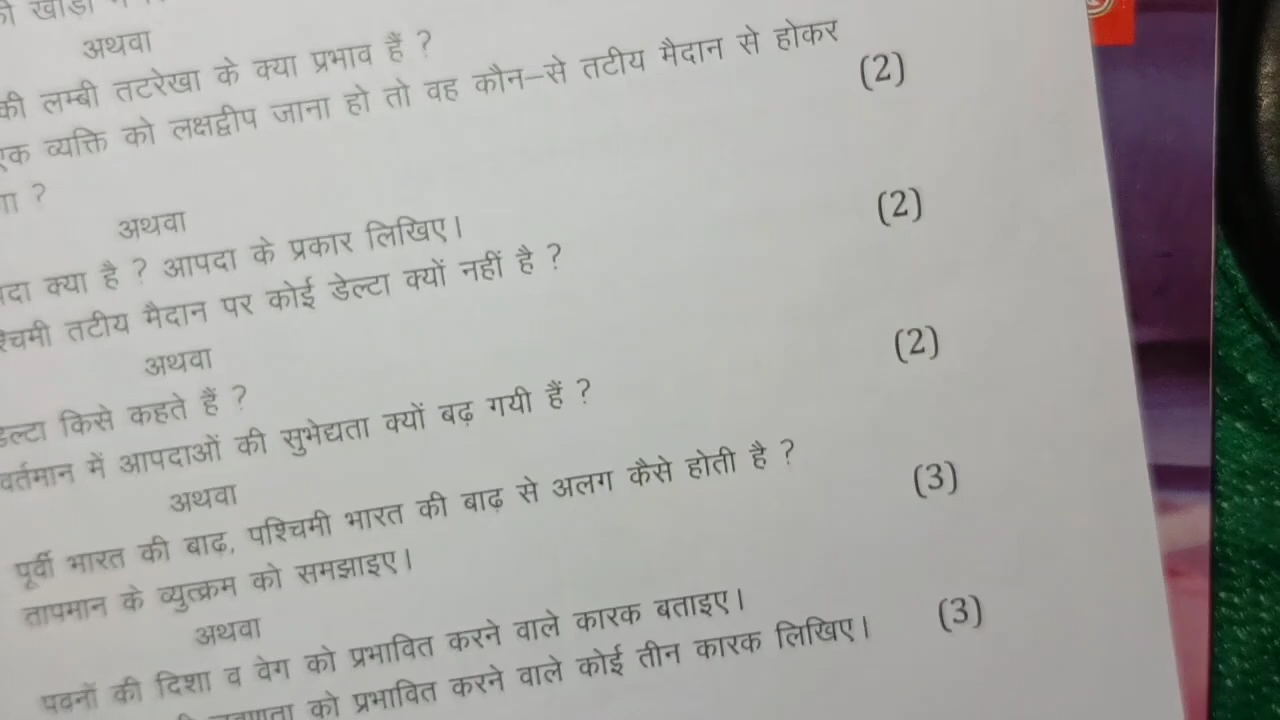 अथवा
की लम्बी तटरेखा के क्या प्रभाव हैं ?
एक व्यक्ति को लक्षद्वीप जाना हो तो वह कौन–से तटीय मैदान से होकर (2)
?
अथवा
क्या है ? आपदा के प्रकार लिखिए। (2)
तटीय मैदान पर कोई डेल्टा क्यों नहीं है ?
अथवा
डेल्टा किसे कहते हैं ? (2)
वर्तमान में आपदाओं की सुभेद्यता क्यों बढ़ गयी हैं ?
अथवा
पूर्वी भारत की बाढ़, पश्चिमी भारत की बाढ़ से अलग कैसे होती है ? (3)
तापमान के व्युत्क्रम को समझाइए।
अथवा
पवनों की दिशा व वेग को प्रभावित करने वाले कारक बताइए। (3)
को प्रभावित करने वाले कोई तीन कारक लिखिए।